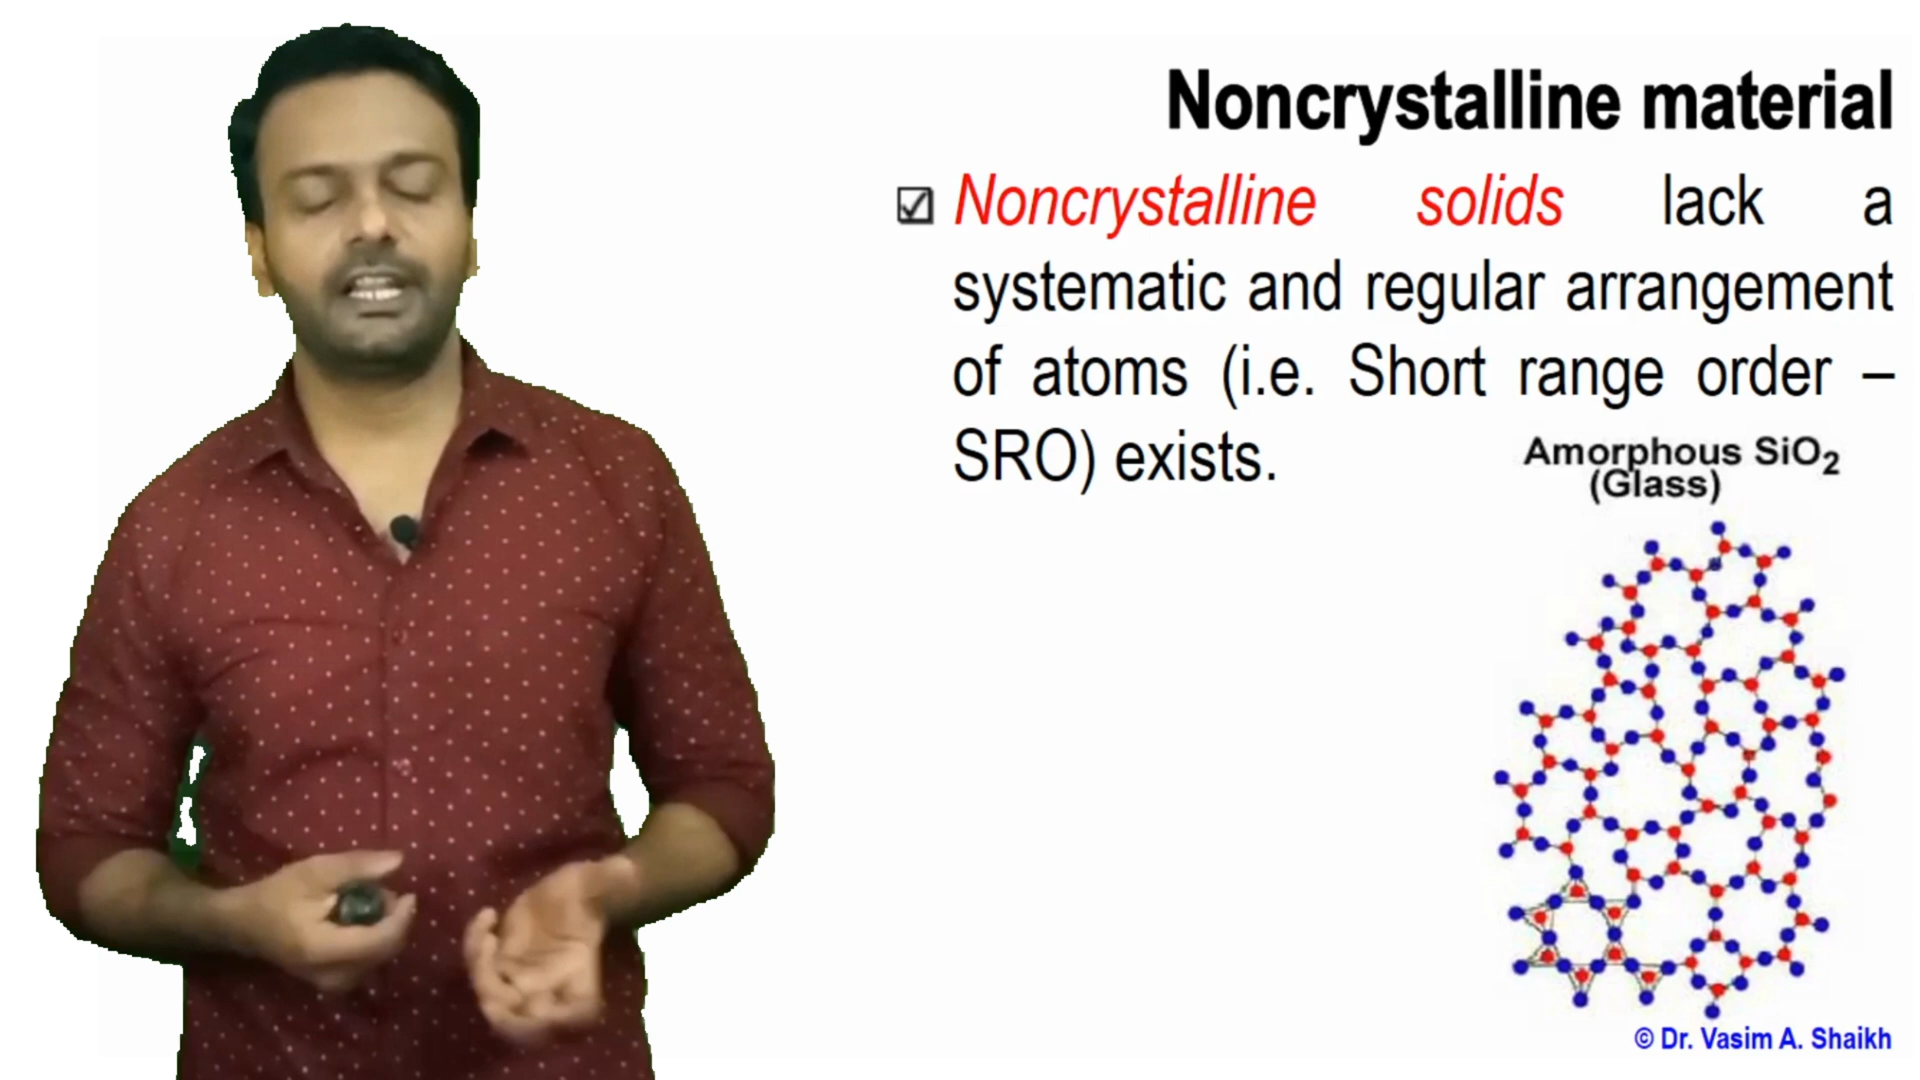 Noncrystalline material
Noncrystalline solids lack a
systematic and regular arrangement
of atoms (i.e. Short range order –
SRO) exists.
Amorphous SiO₂
(Glass)
© Dr. Vasim A. Shaikh